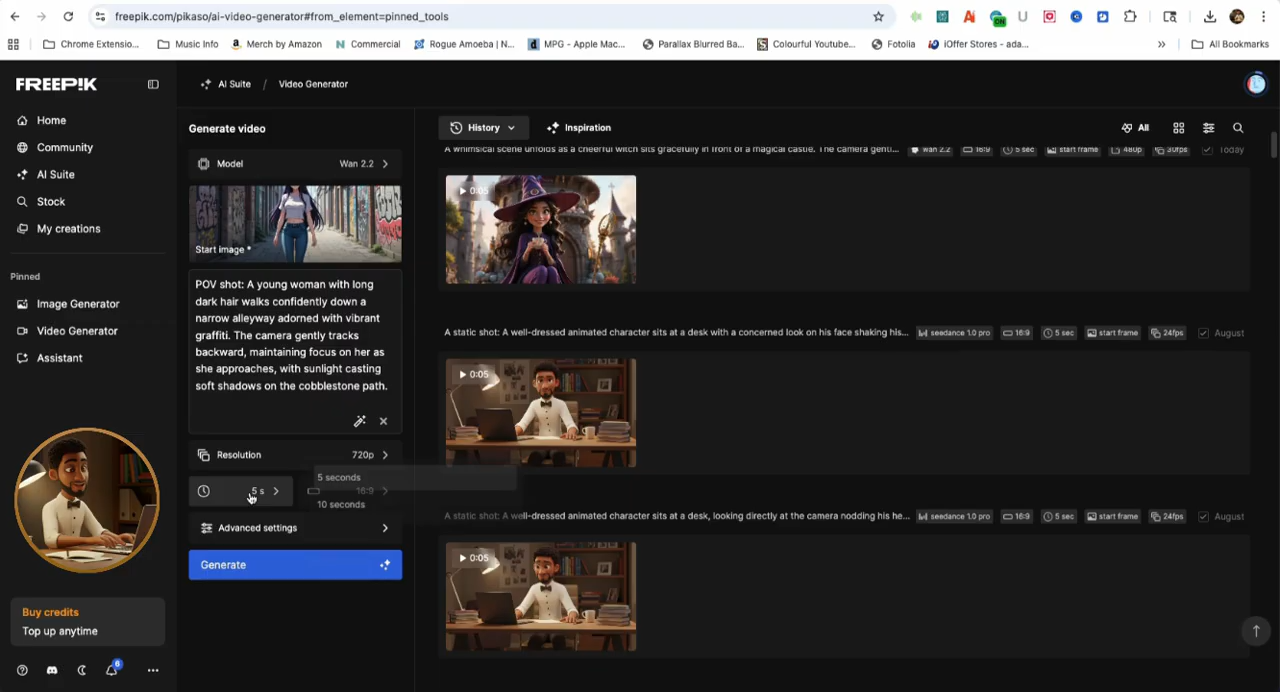 freepik.com/pikaso/ai-video-generator#from_element=pinned_tools
Chrome Extensio...
Music Info
Merch by Amazon
Commercial
Rogue Amoeba | N...
MPG - Apple Mac...
Parallax Blurred Ba...
Colourful Youtube...
Fotolia
iOffer Stores - ada...
All Bookmarks
FREEPIK
AI Suite / Video Generator
Home
Community
AI Suite
Stock
My creations
Pinned
Image Generator
Video Generator
Assistant
Buy credits
Top up anytime
6
Generate video
Model
Wan 2.2
Start image *
POV shot: A young woman with long
dark hair walks confidently down a
narrow alleyway adorned with vibrant
graffiti. The camera gently tracks
backward, maintaining focus on her as
she approaches, with sunlight casting
soft shadows on the cobblestone path.
Resolution
720p
5 s
16:9
5 seconds
10 seconds
Advanced settings
Generate
History
Inspiration
All
A whimsical scene unfolds as a cheerful witch sits gracefully in front of a magical castle. The camera genti... wan 2.2 16:9 5 sec start frame 480p 30fps Today
0:05
A static shot: A well-dressed animated character sits at a desk with a concerned look on his face shaking his... seedance 1.0 pro 16:9 5 sec start frame 24fps August
0:05
A static shot: A well-dressed animated character sits at a desk, looking directly at the camera nodding his he... seedance 1.0 pro 16:9 5 sec start frame 24fps August
0:05